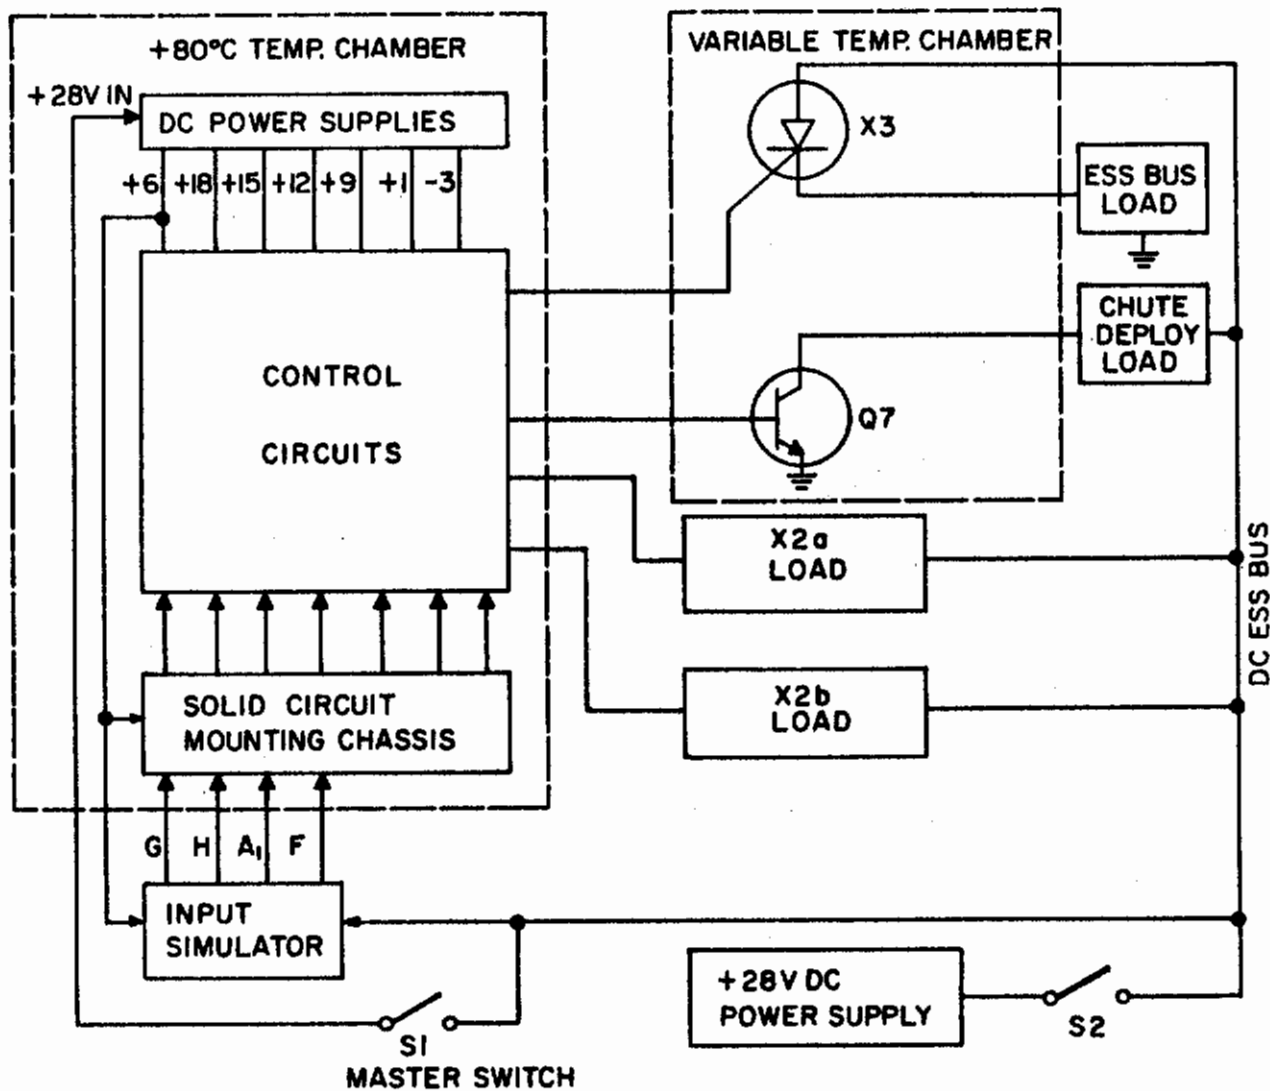 +80°C TEMP. CHAMBER
+28V IN
DC POWER SUPPLIES
+6 +18 +15 +12 +9 +1 -3
CONTROL
CIRCUITS
SOLID CIRCUIT
MOUNTING CHASSIS
G H A₁ F
INPUT
SIMULATOR
S1
MASTER SWITCH
VARIABLE TEMP. CHAMBER
X3
ESS BUS
LOAD
CHUTE
DEPLOY
LOAD
Q7
X2a
LOAD
X2b
LOAD
DC ESS BUS
+28V DC
POWER SUPPLY
S2